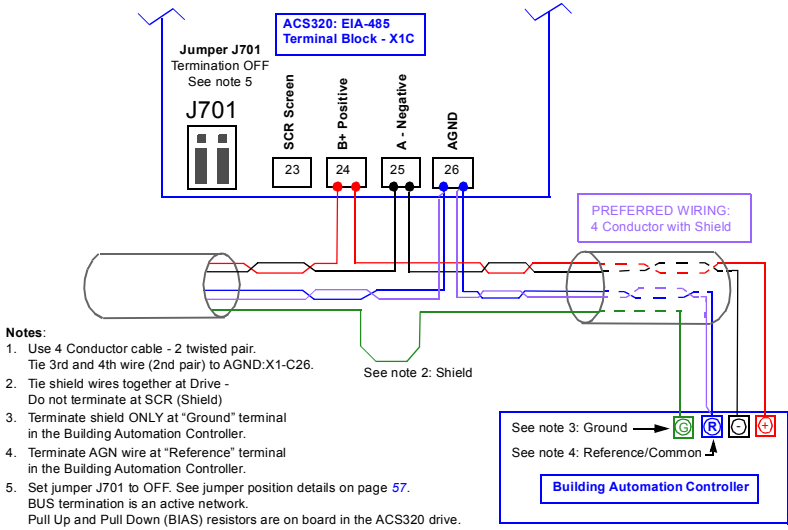 ACS320: EIA-485
Terminal Block - X1C
Jumper J701
Termination OFF
See note 5
J701
SCR Screen
B+ Positive
A - Negative
AGND
23
24
25
26
PREFERRED WIRING:
4 Conductor with Shield
See note 2: Shield
Notes:
1. Use 4 Conductor cable - 2 twisted pair.
Tie 3rd and 4th wire (2nd pair) to AGND:X1-C26.
2. Tie shield wires together at Drive -
Do not terminate at SCR (Shield)
3. Terminate shield ONLY at “Ground” terminal
in the Building Automation Controller.
4. Terminate AGN wire at “Reference” terminal
in the Building Automation Controller.
5. Set jumper J701 to OFF. See jumper position details on page 57.
BUS termination is an active network.
Pull Up and Pull Down (BIAS) resistors are on board in the ACS320 drive.
See note 3: Ground
G
R
-
+
See note 4: Reference/Common
Building Automation Controller